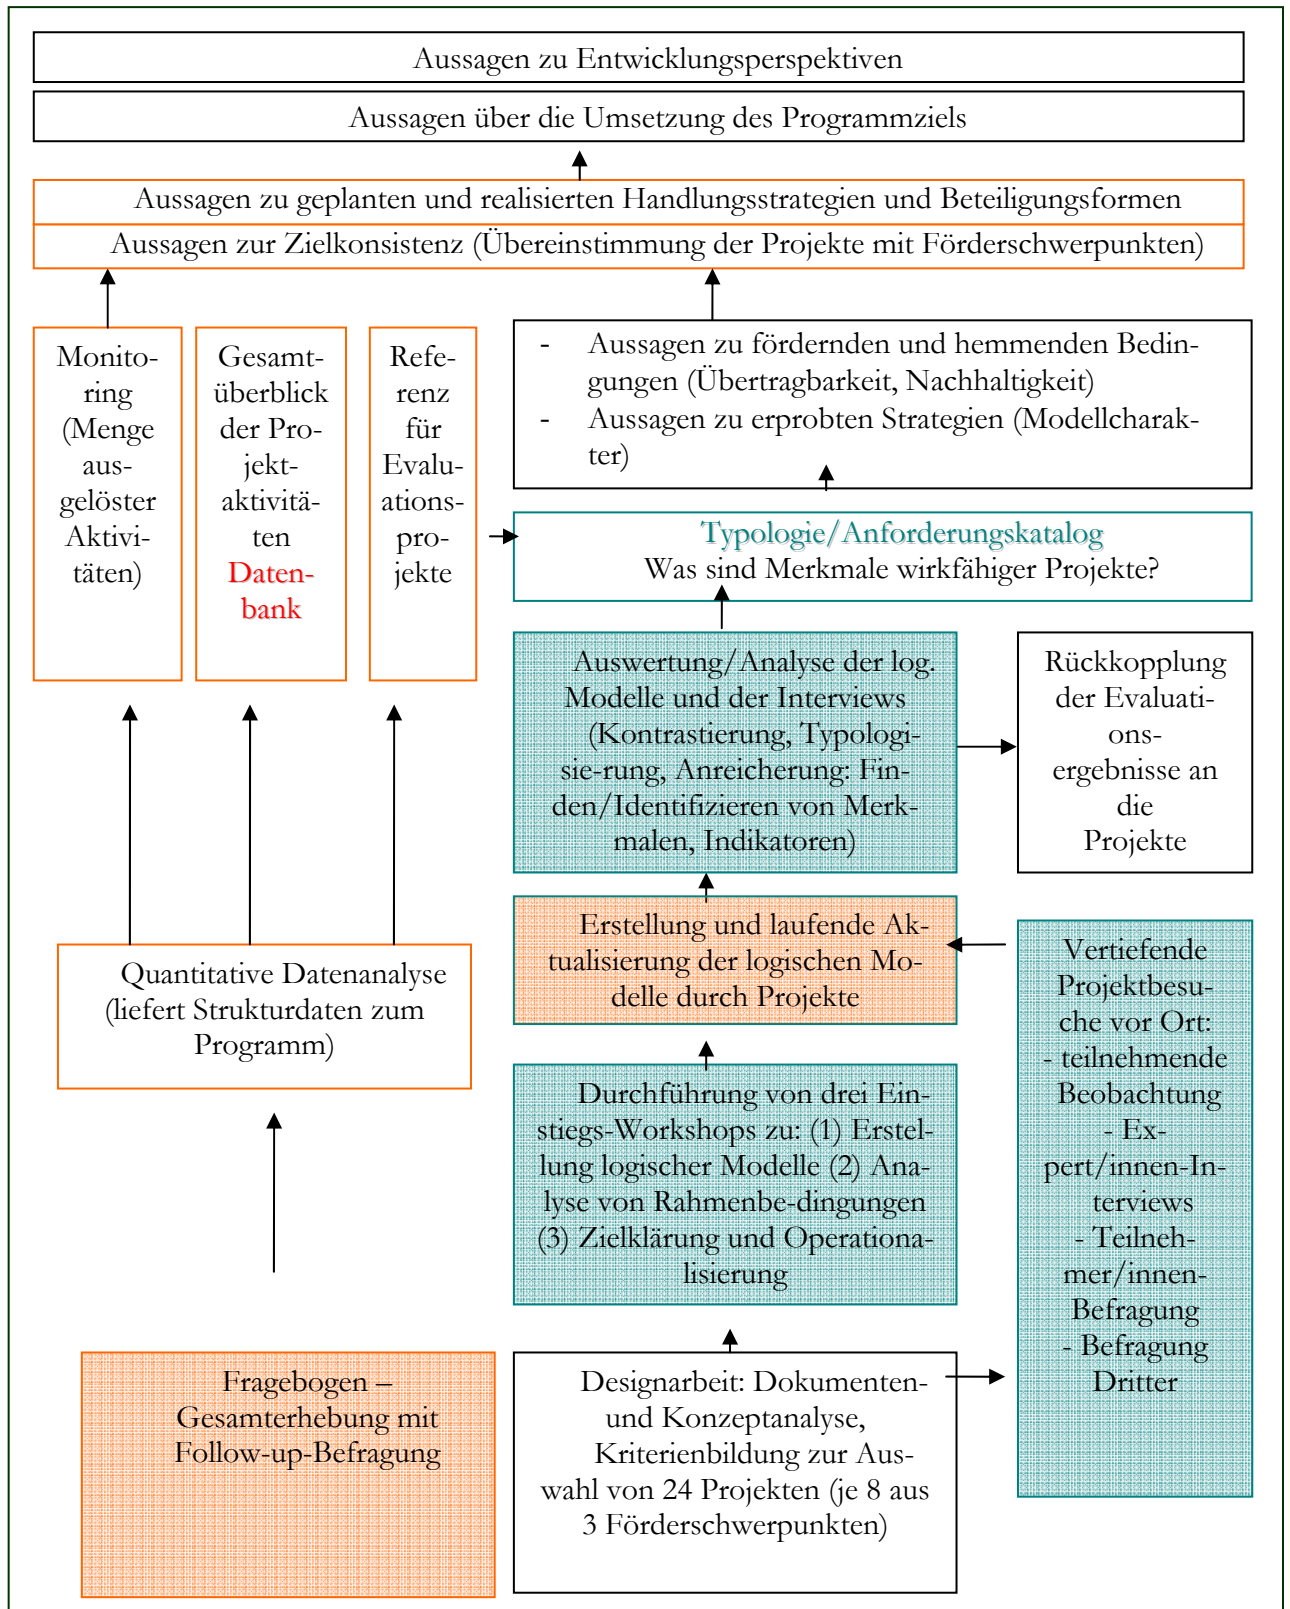 Aussagen zu Entwicklungsperspektiven
Aussagen über die Umsetzung des Programmziels
Aussagen zu geplanten und realisierten Handlungsstrategien und Beteiligungsformen
Aussagen zur Zielkonsistenz (Übereinstimmung der Projekte mit Förderschwerpunkten)
Monito-
ring
(Menge
aus-
gelöster
Aktivi-
täten)
Gesamt-
überblick
der Pro-
jekt-
aktivitä-
ten
Daten-
bank
Refe-
renz
für
Evalu-
ations-
pro-
jekte
- Aussagen zu fördernden und hemmenden Bedin-
gungen (Übertragbarkeit, Nachhaltigkeit)
- Aussagen zu erprobten Strategien (Modellcharak-
ter)
Typologie/Anforderungskatalog
Was sind Merkmale wirkfähiger Projekte?
Auswertung/Analyse der log.
Modelle und der Interviews
(Kontrastierung, Typologi-
sie-rung, Anreicherung: Fin-
den/Identifizieren von Merk-
malen, Indikatoren)
Rückkopplung
der Evaluati-
ons-
ergebnisse an
die
Projekte
Erstellung und laufende Ak-
tualisierung der logischen Mo-
delle durch Projekte
Vertiefende
Projektbesu-
che vor Ort:
- teilnehmende
Beobachtung
- Ex-
pert/innen-In-
terviews
- Teilneh-
mer/innen-
Befragung
- Befragung
Dritter
Quantitative Datenanalyse
(liefert Strukturdaten zum
Programm)
Durchführung von drei Ein-
stiegs-Workshops zu: (1) Erstel-
lung logischer Modelle (2) Ana-
lyse von Rahmenbe-dingungen
(3) Zielklärung und Operationa-
lisierung
Fragebogen –
Gesamterhebung mit
Follow-up-Befragung
Designarbeit: Dokumenten-
und Konzeptanalyse,
Kriterienbildung zur Aus-
wahl von 24 Projekten (je 8 aus
3 Förderschwerpunkten)